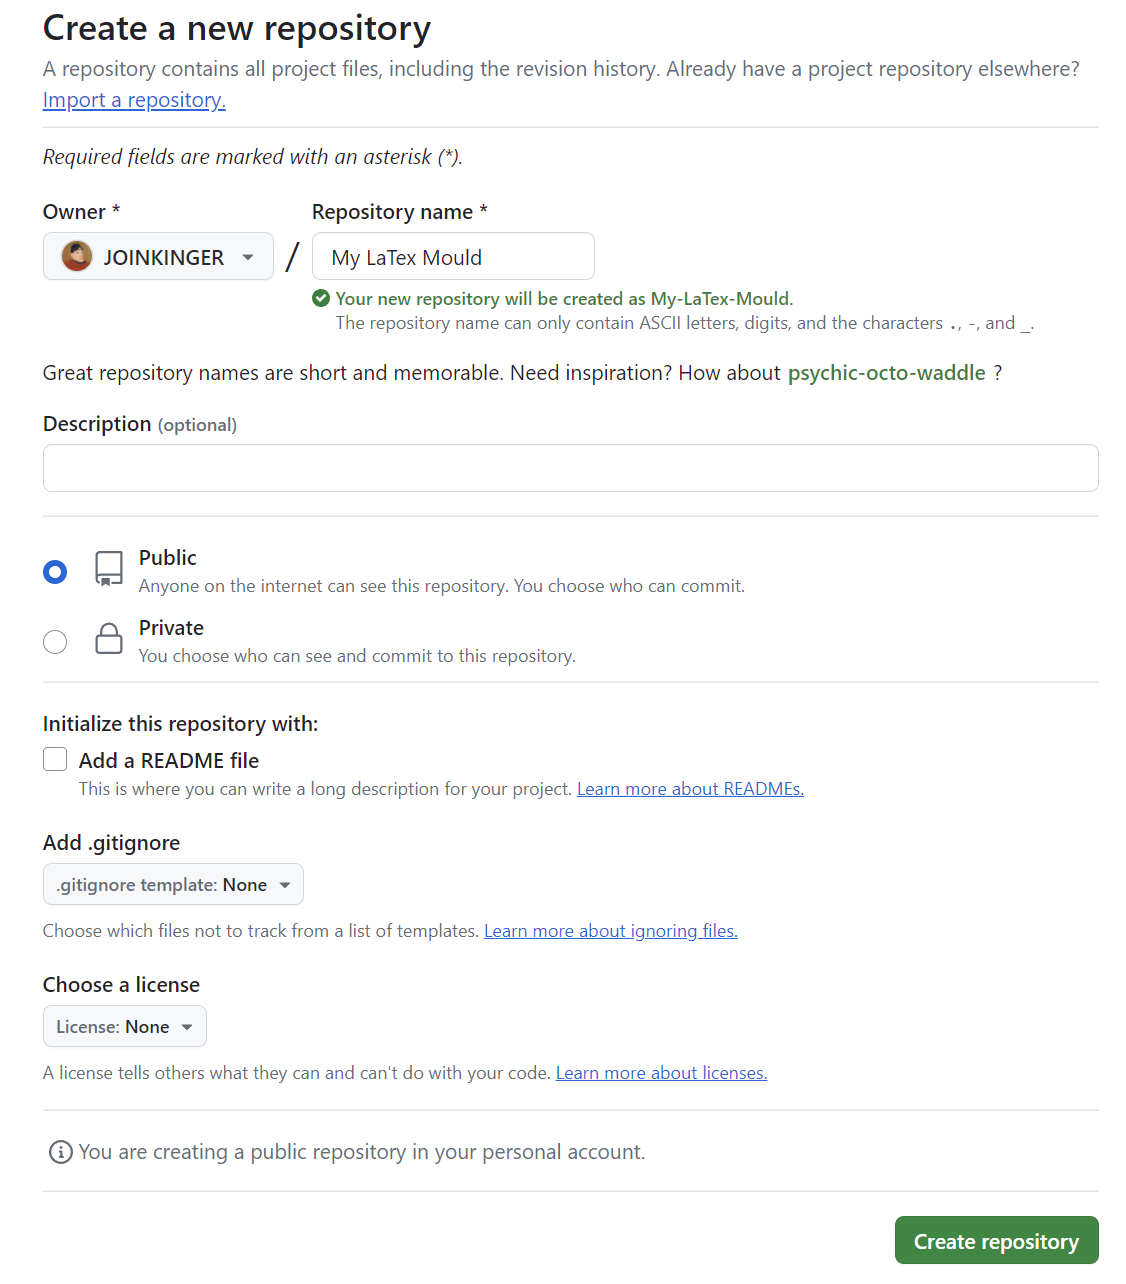 Create a new repository
A repository contains all project files, including the revision history. Already have a project repository elsewhere?
Import a repository.
Required fields are marked with an asterisk (*).
Owner *
Repository name *
JOINKINGER
/
My LaTex Mould
Your new repository will be created as My-LaTex-Mould.
The repository name can only contain ASCII letters, digits, and the characters ., -, and _.
Great repository names are short and memorable. Need inspiration? How about psychic-octo-waddle ?
Description (optional)
Public
Anyone on the internet can see this repository. You choose who can commit.
Private
You choose who can see and commit to this repository.
Initialize this repository with:
Add a README file
This is where you can write a long description for your project. Learn more about READMEs.
Add .gitignore
.gitignore template: None
Choose which files not to track from a list of templates. Learn more about ignoring files.
Choose a license
License: None
A license tells others what they can and can't do with your code. Learn more about licenses.
You are creating a public repository in your personal account.
Create repository